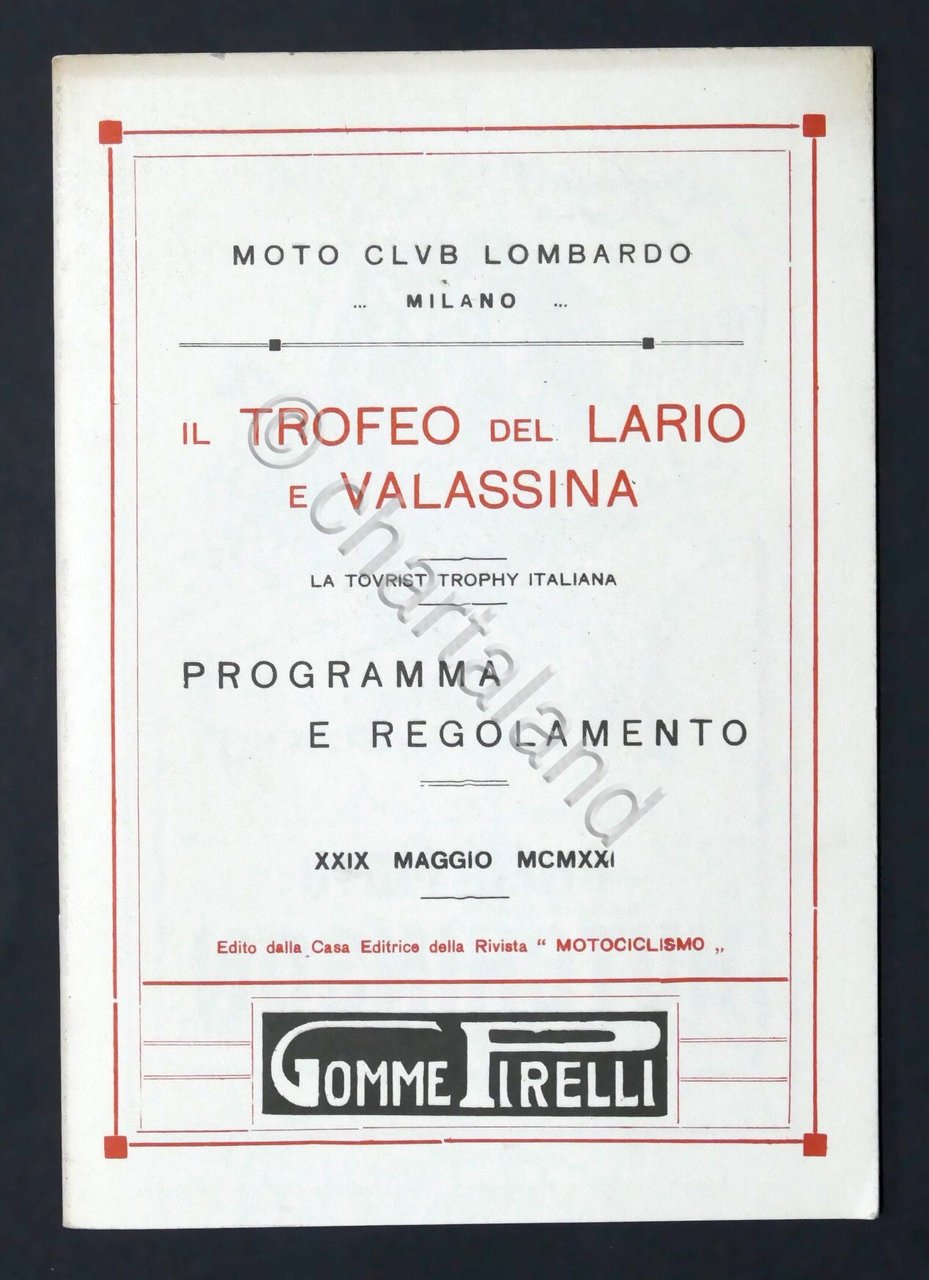 MOTO CLVB LOMBARDO
... MILANO ...
IL TROFEO DEL LARIO
E VALASSINA
LA TOVRIST TROPHY ITALIANA
PROGRAMMA
E REGOLAMENTO
XXIX MAGGIO MCMXXI
Edito dalla Casa Editrice della Rivista “ MOTOCICLISMO „
GOMME PIRELLI
© chartaland